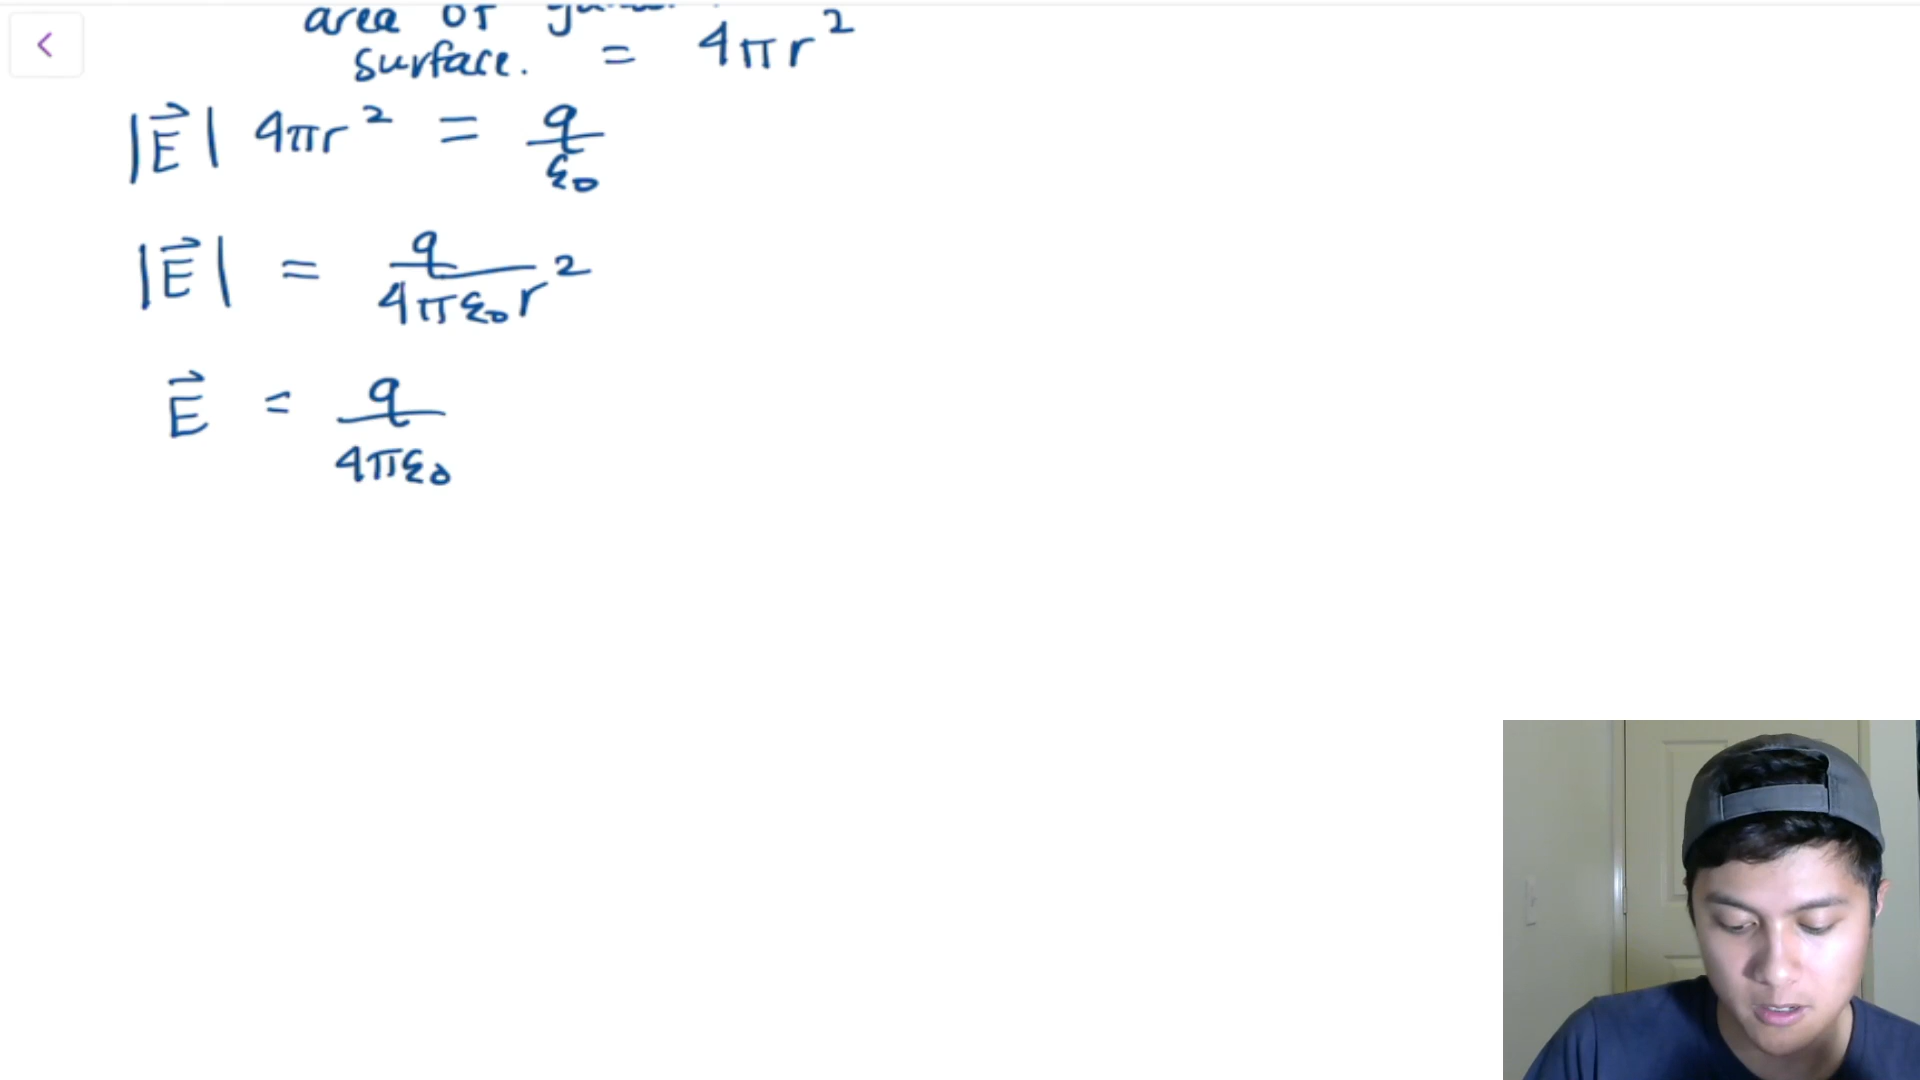 area of
surface. = 4πr²
|E⃗| 4πr² = q/ε₀
|E⃗| = q/4πε₀r²
E⃗ = q/4πε₀